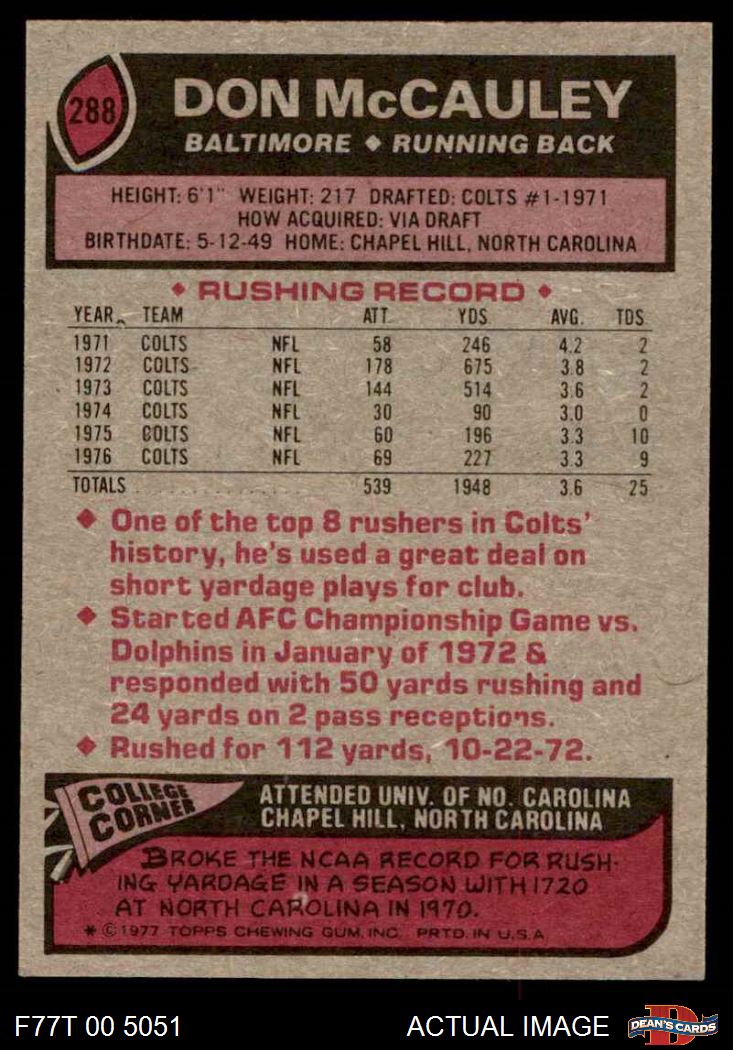 288
DON McCAULEY
BALTIMORE ◆ RUNNING BACK
HEIGHT: 6'1" WEIGHT: 217 DRAFTED: COLTS #1-1971
HOW ACQUIRED: VIA DRAFT
BIRTHDATE: 5-12-49 HOME: CHAPEL HILL, NORTH CAROLINA
◆ RUSHING RECORD ◆
YEAR TEAM ATT. YDS. AVG. TDS.
1971 COLTS NFL 58 246 4.2 2
1972 COLTS NFL 178 675 3.8 2
1973 COLTS NFL 144 514 3.6 2
1974 COLTS NFL 30 90 3.0 0
1975 COLTS NFL 60 196 3.3 10
1976 COLTS NFL 69 227 3.3 9
TOTALS . . . . . . . . . . . . . . . . 539 1948 3.6 25
◆ One of the top 8 rushers in Colts'
history, he's used a great deal on
short yardage plays for club.
◆ Started AFC Championship Game vs.
Dolphins in January of 1972 &
responded with 50 yards rushing and
24 yards on 2 pass receptions.
◆ Rushed for 112 yards, 10-22-72.
COLLEGE
CORNER
ATTENDED UNIV. OF NO. CAROLINA
CHAPEL HILL, NORTH CAROLINA
BROKE THE NCAA RECORD FOR RUSH-
ING YARDAGE IN A SEASON WITH 1720
AT NORTH CAROLINA IN 1970.
* © 1977 TOPPS CHEWING GUM, INC. PRTD. IN U.S.A.
F77T 00 5051
ACTUAL IMAGE
D
DEAN'S CARDS